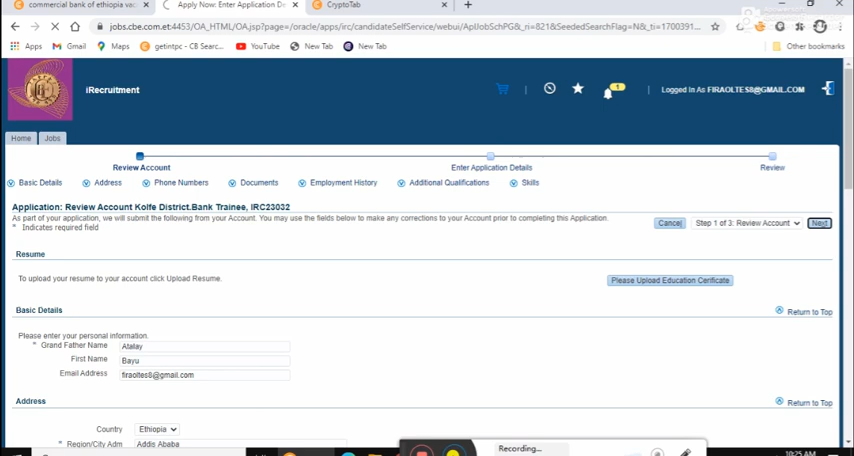 commercial bank of ethiopia vac
Apply Now: Enter Application De
CryptoTab
jobs.cbe.com.et:4453/OA_HTML/OA.jsp?page=/oracle/apps/irc/candidateSelfService/webui/AplJobSchPG&_ri=821&SeededSearchFlag=N&_ti=1700391...
Apps Gmail Maps getintpc - CB Sear... YouTube New Tab New Tab Other bookmarks
iRecruitment
1
Logged In As FIRAOLTES8@GMAIL.COM
Home Jobs
Review Account Enter Application Details Review
Basic Details Address Phone Numbers Documents Employment History Additional Qualifications Skills
Application: Review Account Kolfe District.Bank Trainee, IRC23032
As part of your application, we will submit the following from your Account. You may use the fields below to make any corrections to your Account prior to completing this Application.
* Indicates required field
Cancel Step 1 of 3: Review Account Next
Resume
To upload your resume to your account click Upload Resume.
Please Upload Education Cerificate
Basic Details
Return to Top
Please enter your personal information.
* Grand Father Name Atalay
First Name Bayu
Email Address firaoltes8@gmail.com
Address
Return to Top
Country Ethiopia
* Region/City Adm Addis Ababa
Recording...
10:25 AM